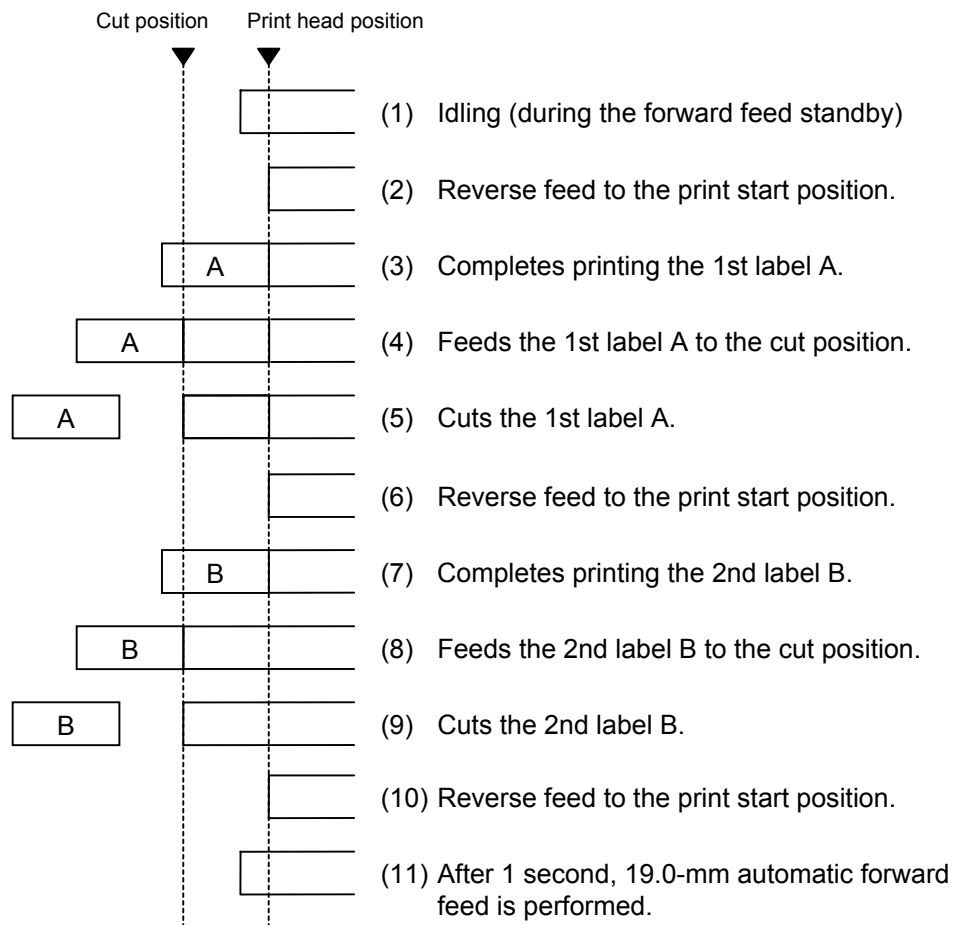 Cut position Print head position
(1) Idling (during the forward feed standby)
(2) Reverse feed to the print start position.
A (3) Completes printing the 1st label A.
A (4) Feeds the 1st label A to the cut position.
A (5) Cuts the 1st label A.
(6) Reverse feed to the print start position.
B (7) Completes printing the 2nd label B.
B (8) Feeds the 2nd label B to the cut position.
B (9) Cuts the 2nd label B.
(10) Reverse feed to the print start position.
(11) After 1 second, 19.0-mm automatic forward
feed is performed.